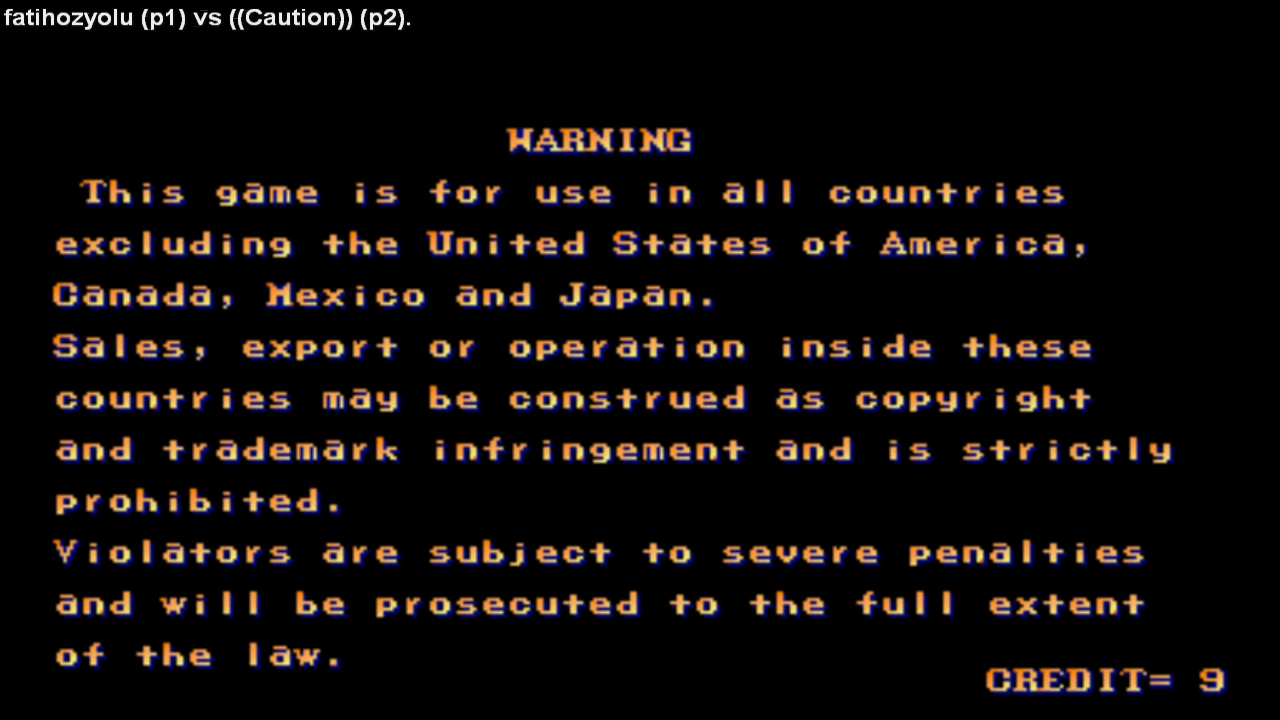 fatihozyolu (p1) vs ((Caution)) (p2).
WARNING
This game is for use in all countries
excluding the United States of America,
Canada, Mexico and Japan.
Sales, export or operation inside these
countries may be construed as copyright
and trademark infringement and is strictly
prohibited.
Violators are subject to severe penalties
and will be prosecuted to the full extent
of the law.
CREDIT= 9